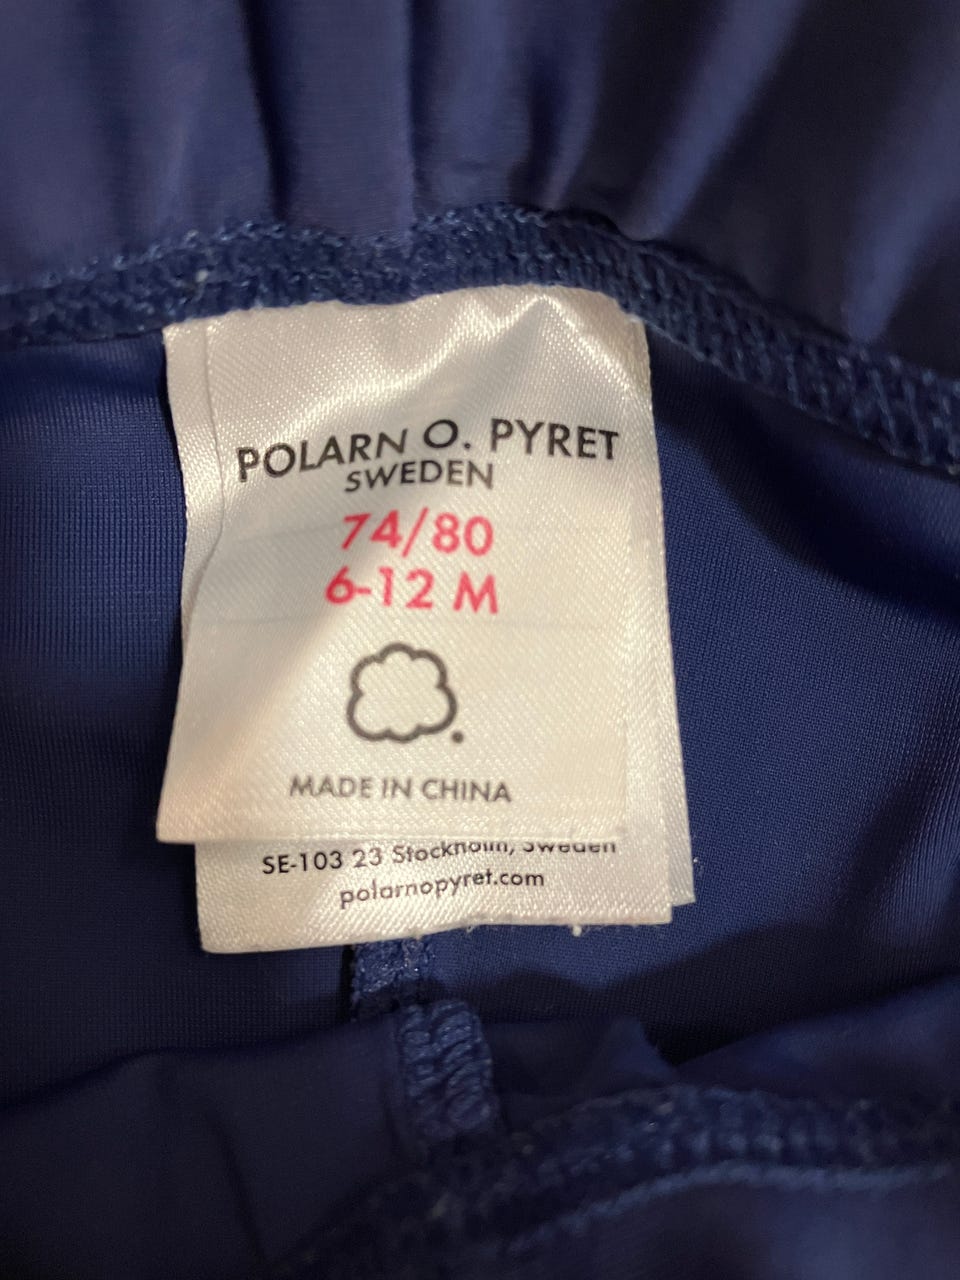 POLARN O. PYRET
SWEDEN
74/80
6-12 M
MADE IN CHINA
SE-103 23 Stockholm, Sweden
polarnopyret.com